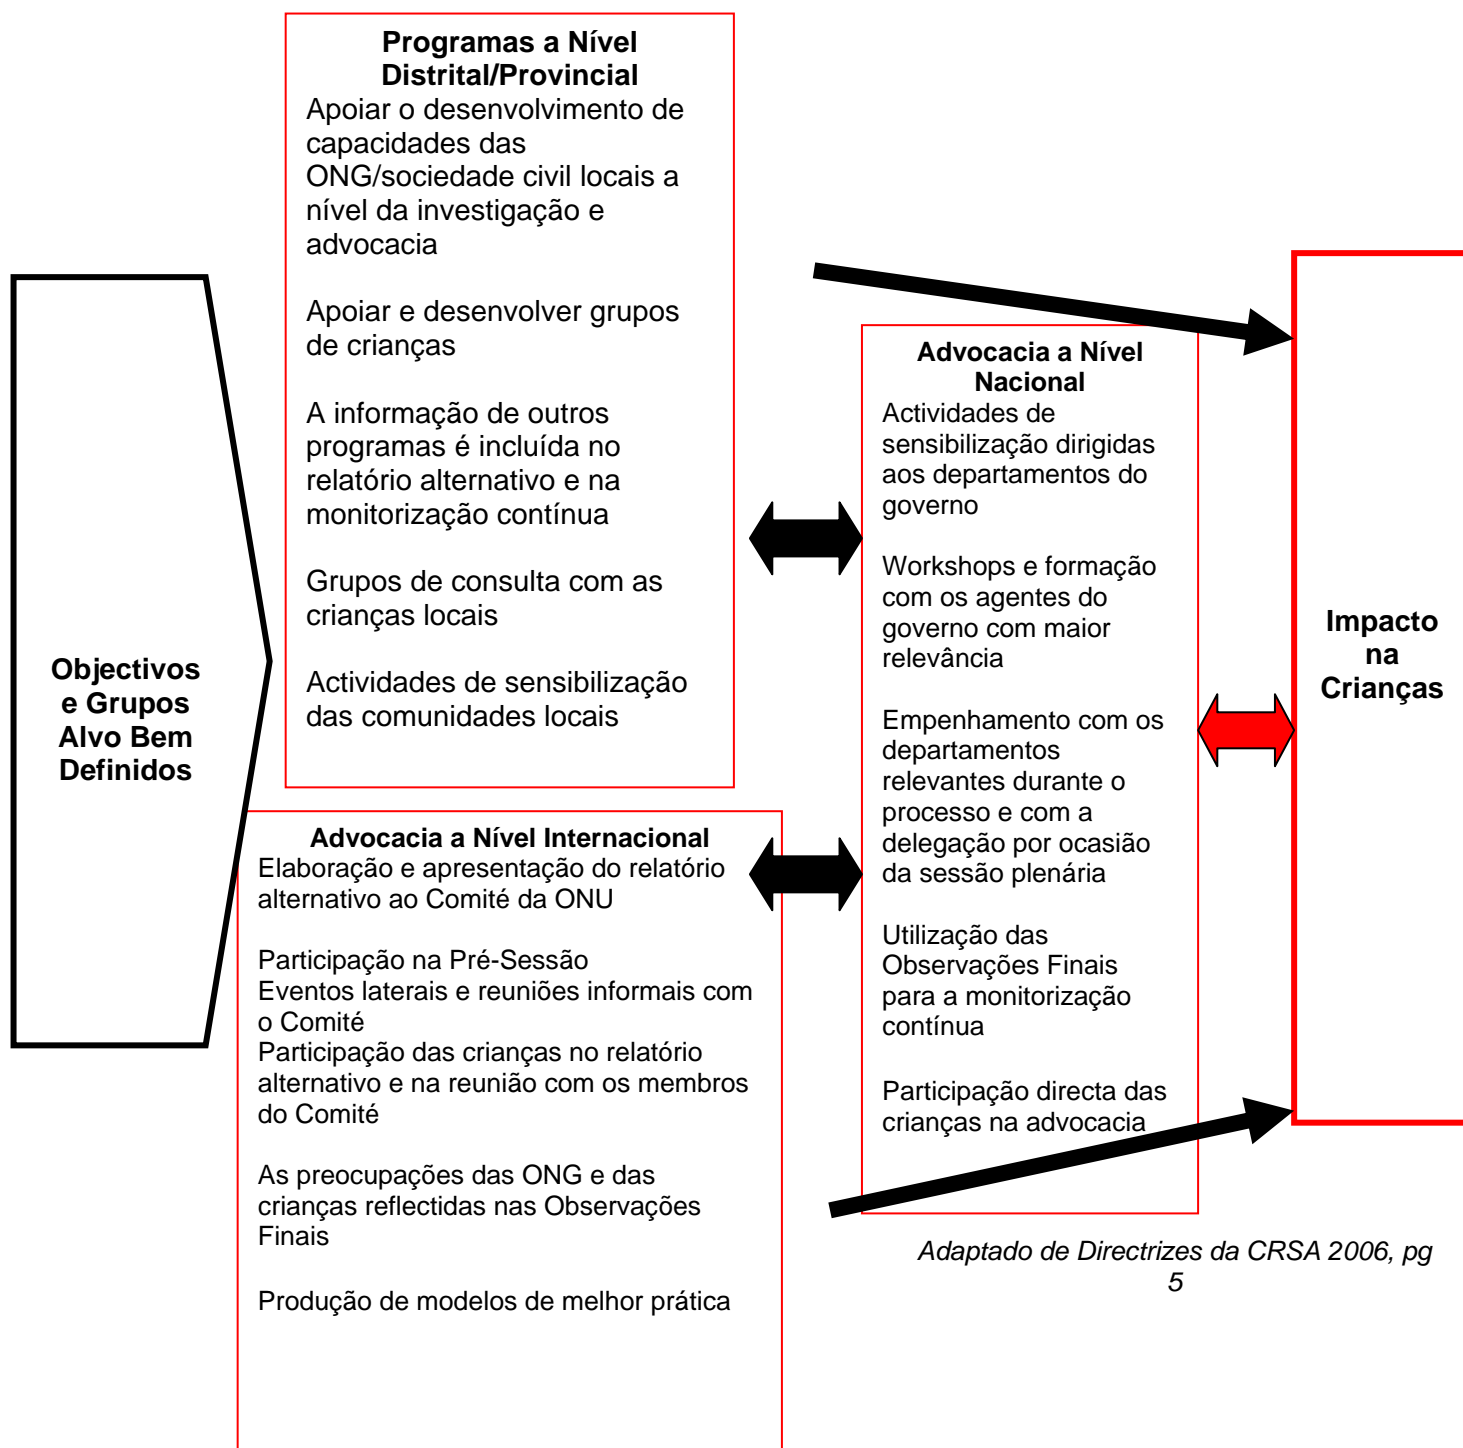 Programas a Nível
Distrital/Provincial
Apoiar o desenvolvimento de
capacidades das
ONG/sociedade civil locais a
nível da investigação e
advocacia
Apoiar e desenvolver grupos
de crianças
A informação de outros
programas é incluída no
relatório alternativo e na
monitorização contínua
Grupos de consulta com as
crianças locais
Actividades de sensibilização
das comunidades locais
Objectivos
e Grupos
Alvo Bem
Definidos
Advocacia a Nível Internacional
Elaboração e apresentação do relatório
alternativo ao Comité da ONU
Participação na Pré-Sessão
Eventos laterais e reuniões informais com
o Comité
Participação das crianças no relatório
alternativo e na reunião com os membros
do Comité
As preocupações das ONG e das
crianças reflectidas nas Observações
Finais
Produção de modelos de melhor prática
Advocacia a Nível
Nacional
Actividades de
sensibilização dirigidas
aos departamentos do
governo
Workshops e formação
com os agentes do
governo com maior
relevância
Empenhamento com os
departamentos
relevantes durante o
processo e com a
delegação por ocasião
da sessão plenária
Utilização das
Observações Finais
para a monitorização
contínua
Participação directa das
crianças na advocacia
Impacto
na
Crianças
Adaptado de Directrizes da CRSA 2006, pg
5